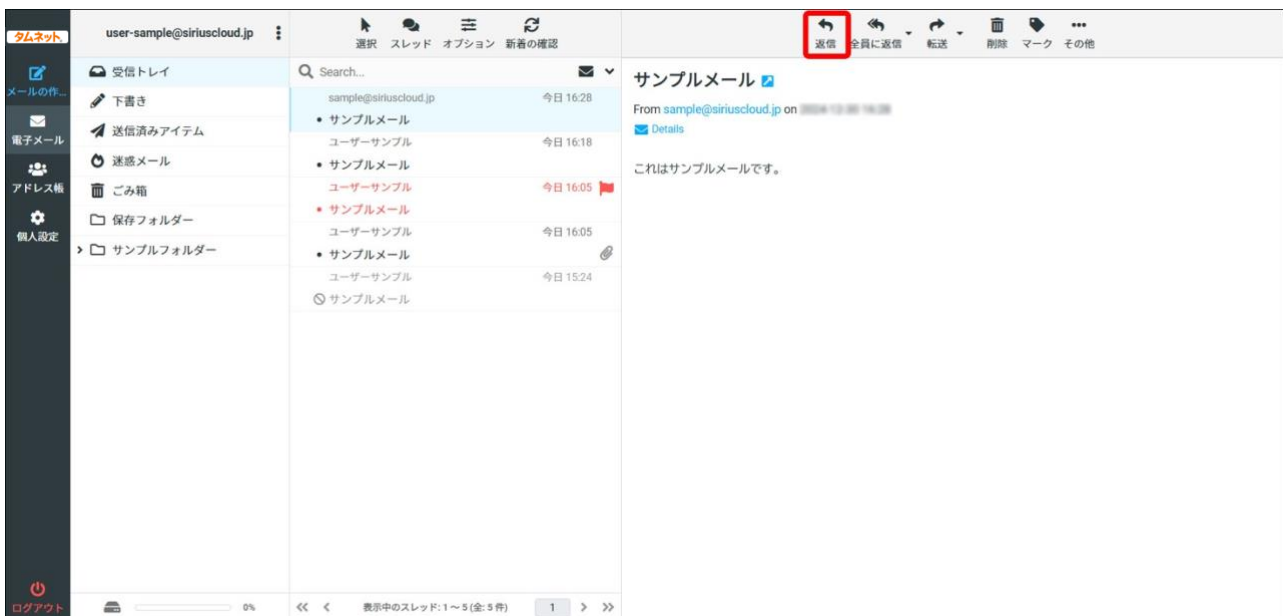 タムネット
メールの作...
電子メール
アドレス帳
個人設定
ログアウト
user-sample@siriuscloud.jp
受信トレイ
下書き
送信済みアイテム
迷惑メール
ごみ箱
保存フォルダー
サンプルフォルダー
0%
選択 スレッド オプション 新着の確認
Search...
sample@siriuscloud.jp 今日 16:28
• サンプルメール
ユーザーサンプル 今日 16:18
• サンプルメール
ユーザーサンプル 今日 16:05
• サンプルメール
ユーザーサンプル 今日 16:05
• サンプルメール
ユーザーサンプル 今日 15:24
サンプルメール
表示中のスレッド: 1 ～ 5 (全: 5 件) 1
返信 全員に返信 転送 削除 マーク その他
サンプルメール
From sample@siriuscloud.jp on
Details
これはサンプルメールです。